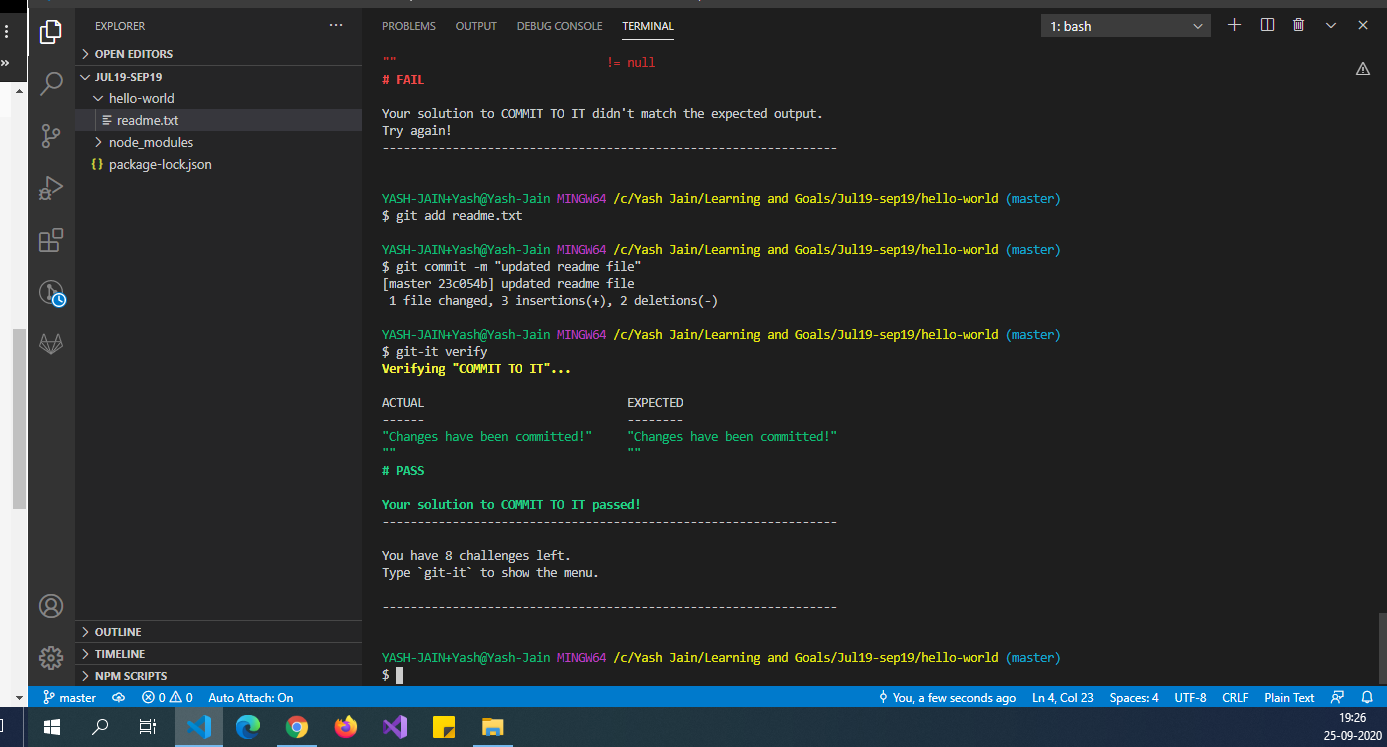 EXPLORER
OPEN EDITORS
JUL19-SEP19
hello-world
readme.txt
node_modules
{} package-lock.json
OUTLINE
TIMELINE
NPM SCRIPTS
PROBLEMS OUTPUT DEBUG CONSOLE TERMINAL 1: bash
"" != null
# FAIL
Your solution to COMMIT TO IT didn't match the expected output.
Try again!
-----------------------------------------------------------------
YASH-JAIN+Yash@Yash-Jain MINGW64 /c/Yash Jain/Learning and Goals/Jul19-sep19/hello-world (master)
$ git add readme.txt
YASH-JAIN+Yash@Yash-Jain MINGW64 /c/Yash Jain/Learning and Goals/Jul19-sep19/hello-world (master)
$ git commit -m "updated readme file"
[master 23c054b] updated readme file
1 file changed, 3 insertions(+), 2 deletions(-)
YASH-JAIN+Yash@Yash-Jain MINGW64 /c/Yash Jain/Learning and Goals/Jul19-sep19/hello-world (master)
$ git-it verify
Verifying "COMMIT TO IT"...
ACTUAL EXPECTED
------ --------
"Changes have been committed!" "Changes have been committed!"
"" ""
# PASS
Your solution to COMMIT TO IT passed!
-----------------------------------------------------------------
You have 8 challenges left.
Type `git-it` to show the menu.
-----------------------------------------------------------------
YASH-JAIN+Yash@Yash-Jain MINGW64 /c/Yash Jain/Learning and Goals/Jul19-sep19/hello-world (master)
$
master 0 0 Auto Attach: On You, a few seconds ago Ln 4, Col 23 Spaces: 4 UTF-8 CRLF Plain Text
19:26
25-09-2020